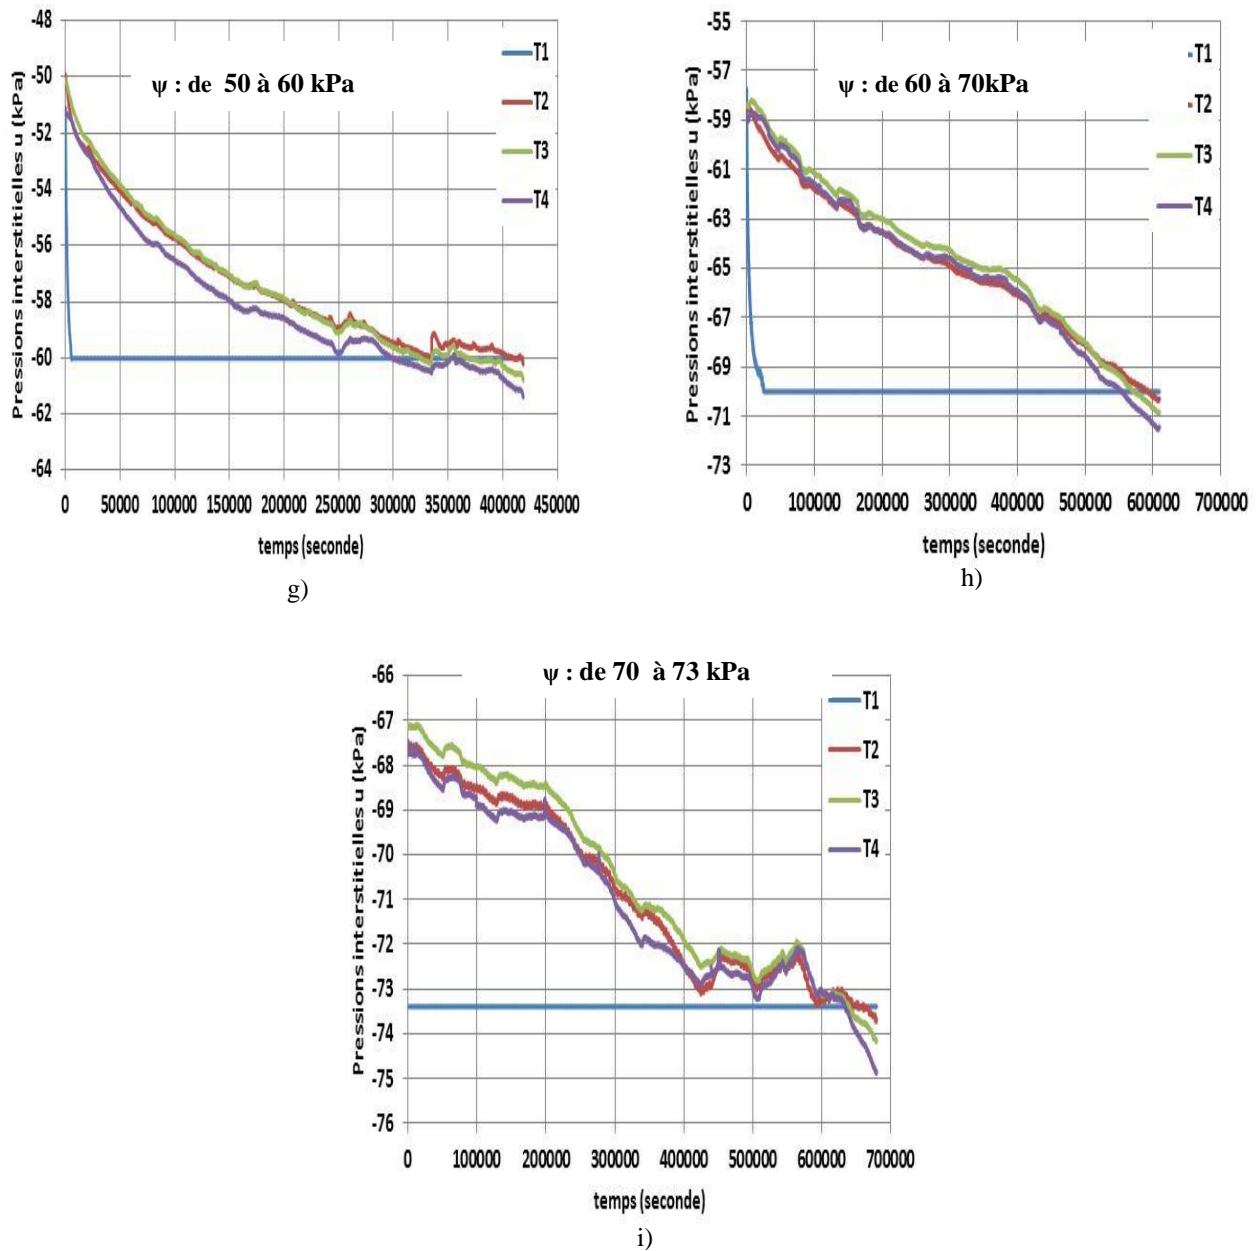 Pressions interstitielles u (kPa)
-48
-50
-52
-54
-56
-58
-60
-62
-64
ψ : de 50 à 60 kPa
T1
T2
T3
T4
0 50000 100000 150000 200000 250000 300000 350000 400000 450000
temps (seconde)
g)
Pressions interstitielles u (kPa)
-55
-57
-59
-61
-63
-65
-67
-69
-71
-73
ψ : de 60 à 70kPa
T1
T2
T3
T4
0 100000 200000 300000 400000 500000 600000 700000
temps (seconde)
h)
Pressions interstitielles u (kPa)
-66
-67
-68
-69
-70
-71
-72
-73
-74
-75
-76
ψ : de 70 à 73 kPa
T1
T2
T3
T4
0 100000 200000 300000 400000 500000 600000 700000
temps (seconde)
i)